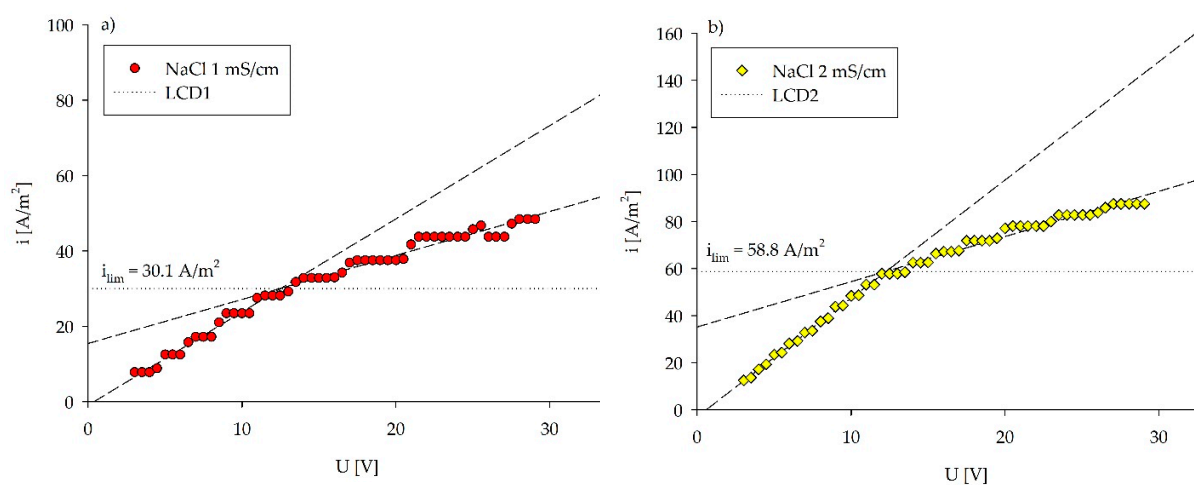 a)
100
80
60
40
20
0
i [A/m²]
NaCl 1 mS/cm
LCD1
i_lim = 30.1 A/m²
0 10 20 30
U [V]
b)
160
140
120
100
80
60
40
20
0
i [A/m²]
NaCl 2 mS/cm
LCD2
i_lim = 58.8 A/m²
0 10 20 30
U [V]